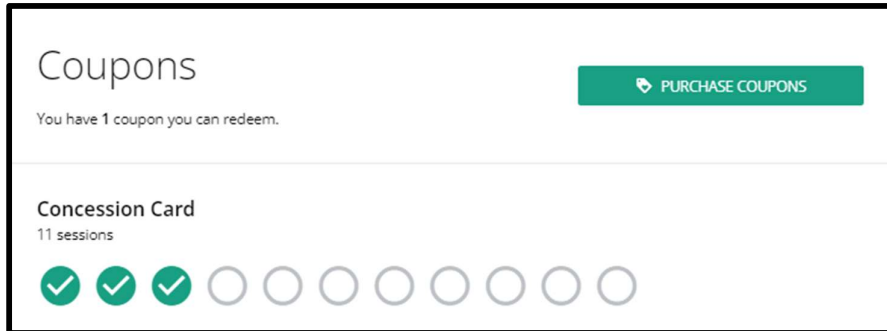 Coupons
PURCHASE COUPONS
You have 1 coupon you can redeem.
Concession Card
11 sessions